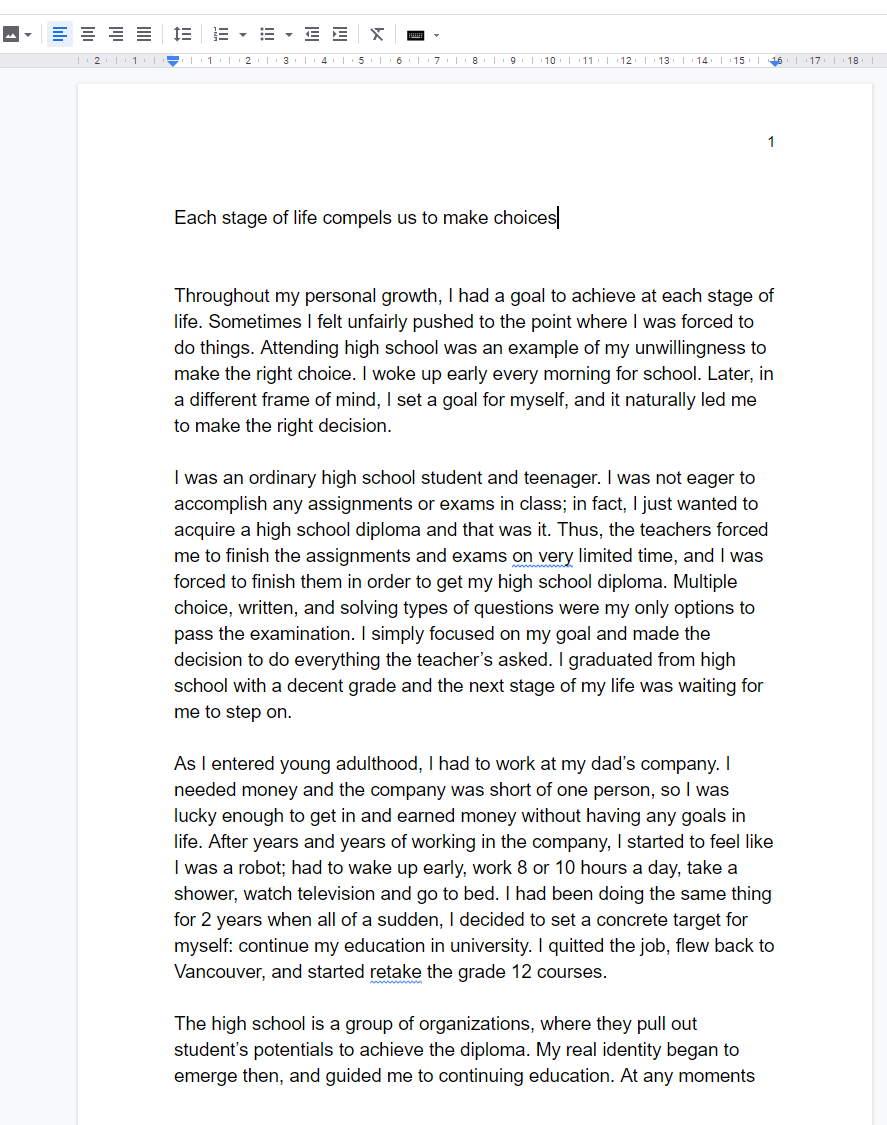 2 1 1 2 3 4 5 6 7 8 9 10 11 12 13 14 15 16 17 18
1
Each stage of life compels us to make choices
Throughout my personal growth, I had a goal to achieve at each stage of
life. Sometimes I felt unfairly pushed to the point where I was forced to
do things. Attending high school was an example of my unwillingness to
make the right choice. I woke up early every morning for school. Later, in
a different frame of mind, I set a goal for myself, and it naturally led me
to make the right decision.
I was an ordinary high school student and teenager. I was not eager to
accomplish any assignments or exams in class; in fact, I just wanted to
acquire a high school diploma and that was it. Thus, the teachers forced
me to finish the assignments and exams on very limited time, and I was
forced to finish them in order to get my high school diploma. Multiple
choice, written, and solving types of questions were my only options to
pass the examination. I simply focused on my goal and made the
decision to do everything the teacher’s asked. I graduated from high
school with a decent grade and the next stage of my life was waiting for
me to step on.
As I entered young adulthood, I had to work at my dad’s company. I
needed money and the company was short of one person, so I was
lucky enough to get in and earned money without having any goals in
life. After years and years of working in the company, I started to feel like
I was a robot; had to wake up early, work 8 or 10 hours a day, take a
shower, watch television and go to bed. I had been doing the same thing
for 2 years when all of a sudden, I decided to set a concrete target for
myself: continue my education in university. I quitted the job, flew back to
Vancouver, and started retake the grade 12 courses.
The high school is a group of organizations, where they pull out
student’s potentials to achieve the diploma. My real identity began to
emerge then, and guided me to continuing education. At any moments